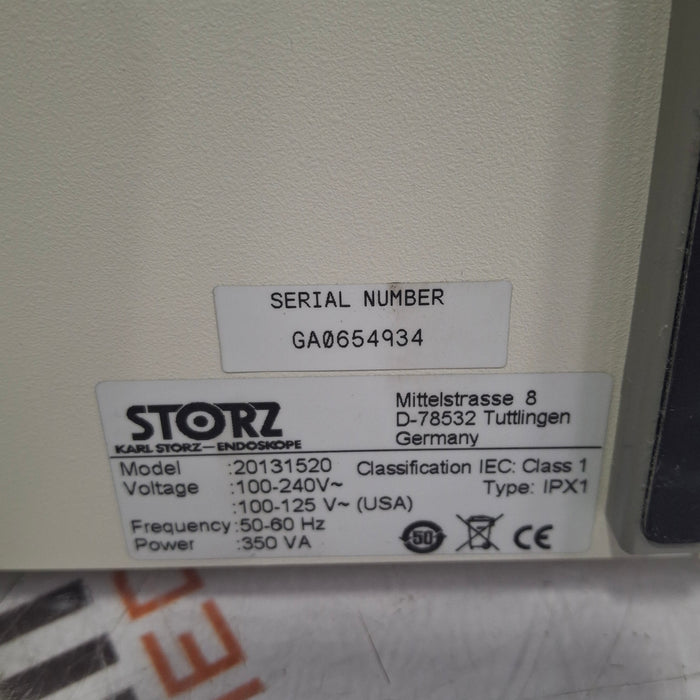 SERIAL NUMBER
GA0654934
STORZ
KARL STORZ—ENDOSKOPE
Mittelstrasse 8
D-78532 Tuttlingen
Germany
Model :20131520 Classification IEC: Class 1
Voltage :100-240V~ Type: IPX1
:100-125 V~ (USA)
Frequency :50-60 Hz
Power :350 VA
50
CE